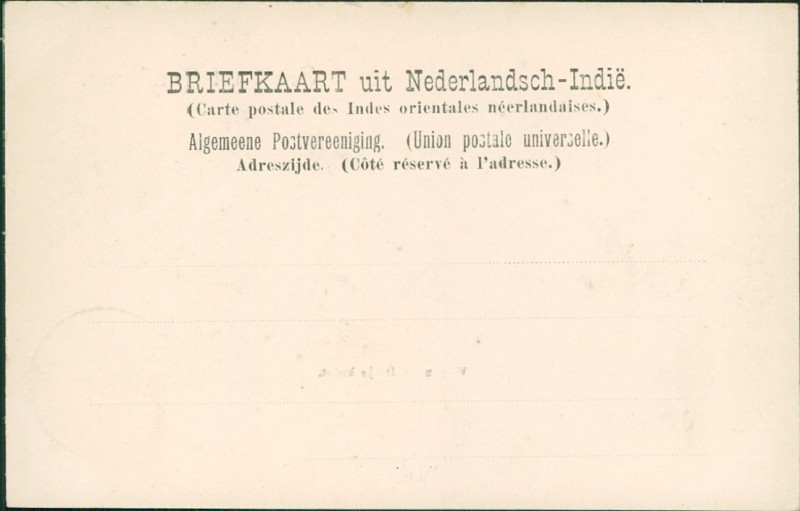 BRIEFKAART uit Nederlandsch-Indië.
(Carte postale des Indes orientales néerlandaises.)
Algemeene Postvereeniging. (Union postale universelle.)
Adreszijde. (Côté réservé à l'adresse.)